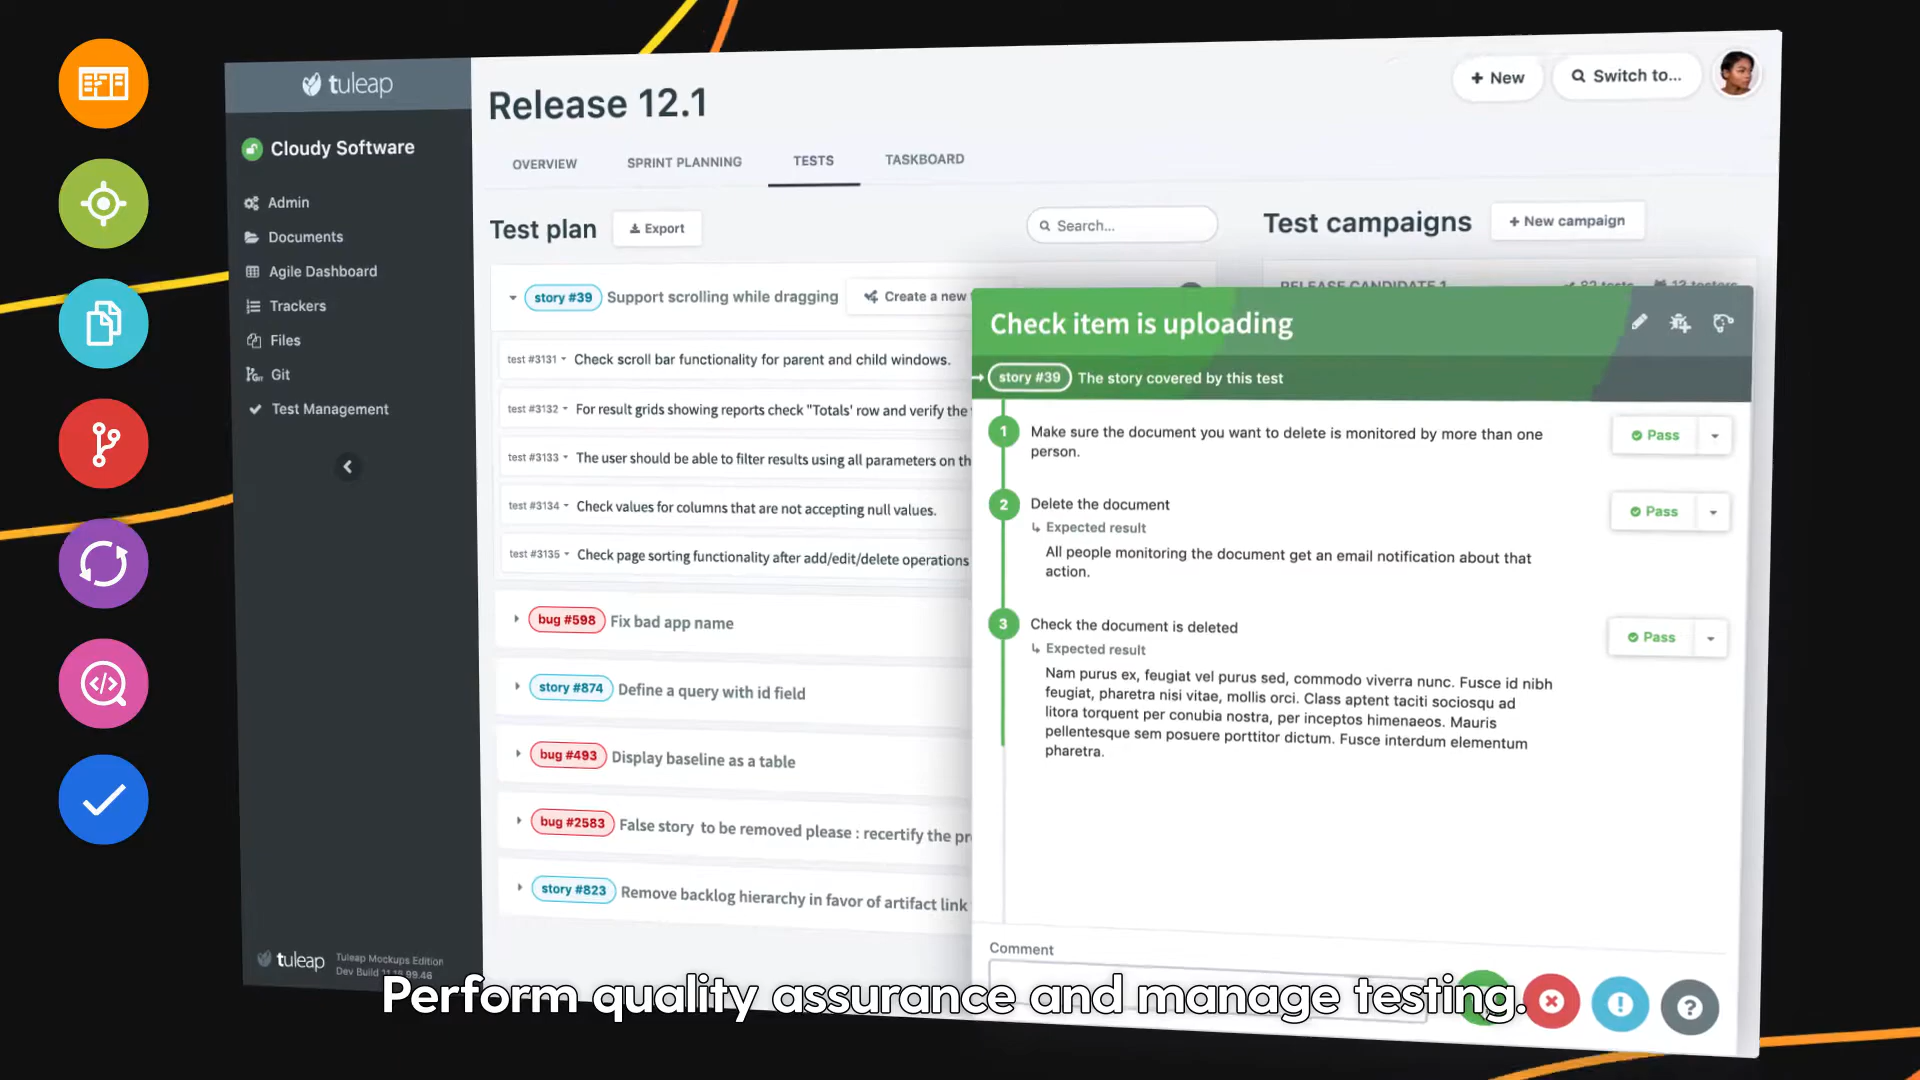 tuleap
Cloudy Software
Admin
Documents
Agile Dashboard
Trackers
Files
Git
Test Management
tuleap
Tuleap Mockups Edition
Dev Build
Release 12.1
+ New
Switch to...
OVERVIEW
SPRINT PLANNING
TESTS
TASKBOARD
Test plan
Export
Search...
Test campaigns
+ New campaign
RELEASE CANDIDATE 1
82 tests
12 testers
story #39 Support scrolling while dragging
Create a new
test #3131 Check scroll bar functionality for parent and child windows.
test #3132 For result grids showing reports check "Totals' row and verify the
test #3133 The user should be able to filter results using all parameters on th
test #3134 Check values for columns that are not accepting null values.
test #3135 Check page sorting functionality after add/edit/delete operations
bug #598 Fix bad app name
story #874 Define a query with id field
bug #493 Display baseline as a table
bug #2583 False story to be removed please : recertify the pr
story #823 Remove backlog hierarchy in favor of artifact link
Check item is uploading
story #39 The story covered by this test
1 Make sure the document you want to delete is monitored by more than one
person.
Pass
2 Delete the document
Pass
Expected result
All people monitoring the document get an email notification about that
action.
3 Check the document is deleted
Pass
Expected result
Nam purus ex, feugiat vel purus sed, commodo viverra nunc. Fusce id nibh
feugiat, pharetra nisi vitae, mollis orci. Class aptent taciti sociosqu ad
litora torquent per conubia nostra, per inceptos himenaeos. Mauris
pellentesque sem posuere porttitor dictum. Fusce interdum elementum
pharetra.
Comment
Perform quality assurance and manage testing.